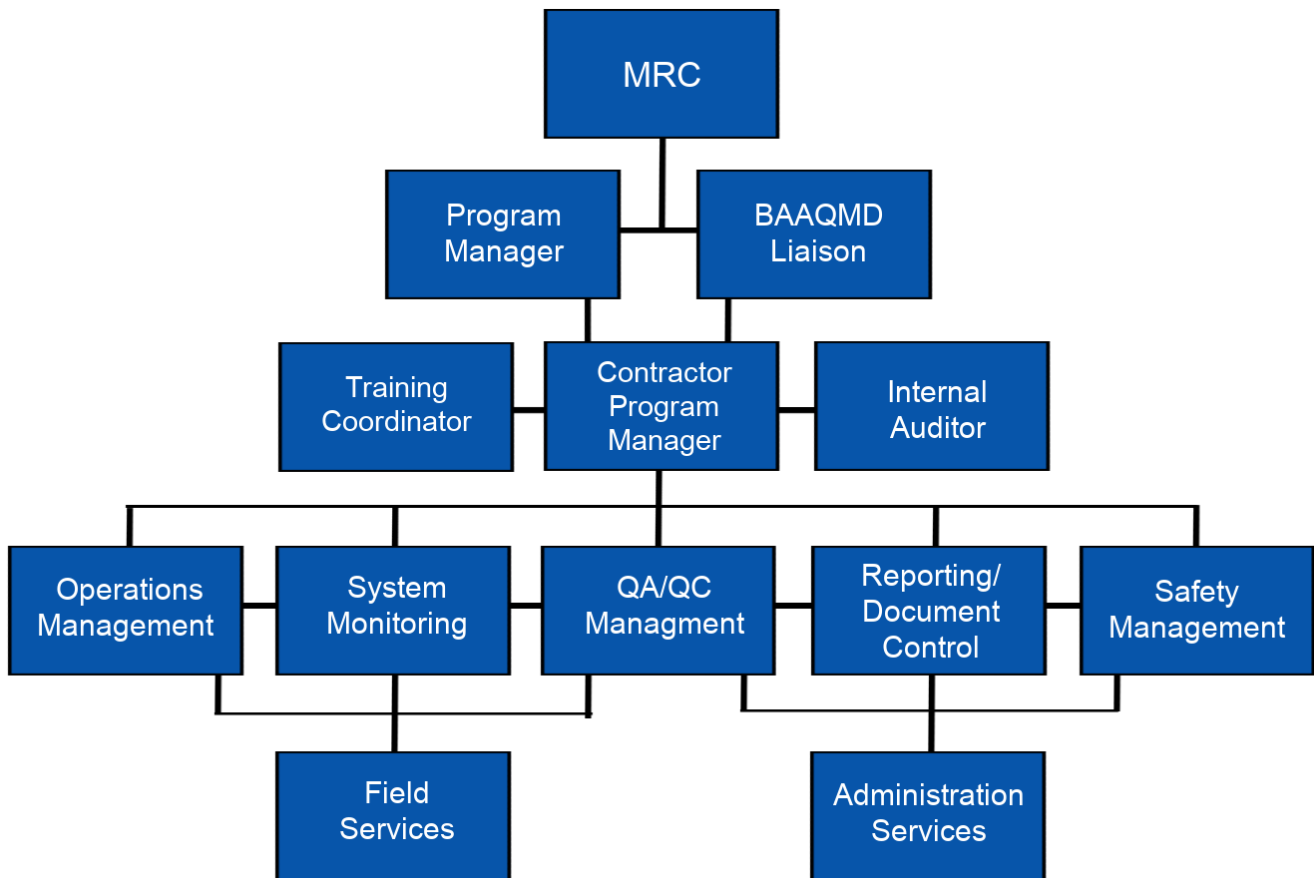 MRC
Program
Manager
BAAQMD
Liaison
Training
Coordinator
Contractor
Program
Manager
Internal
Auditor
Operations
Management
System
Monitoring
QA/QC
Managment
Reporting/
Document
Control
Safety
Management
Field
Services
Administration
Services